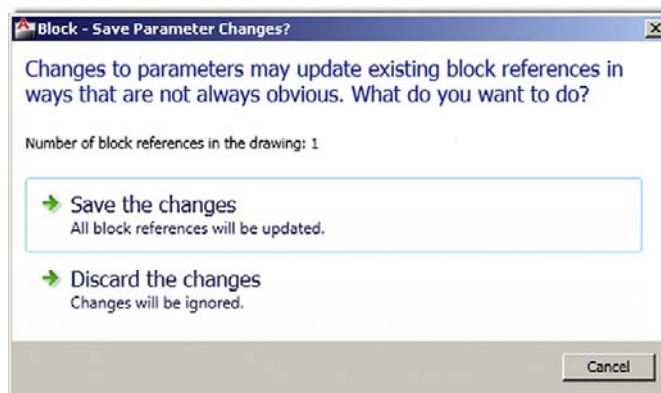 Block - Save Parameter Changes?
Changes to parameters may update existing block references in
ways that are not always obvious. What do you want to do?
Number of block references in the drawing: 1
Save the changes
All block references will be updated.
Discard the changes
Changes will be ignored.
Cancel